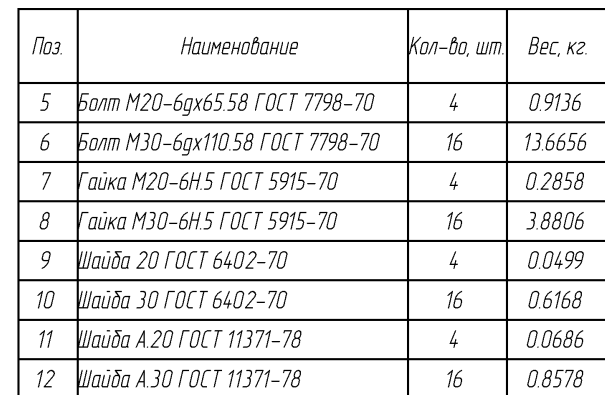 Поз. Наименование Кол-во, шт. Вес, кг.
5 Болт М20-6gх65.58 ГОСТ 7798-70 4 0.9136
6 Болт М30-6gх110.58 ГОСТ 7798-70 16 13.6656
7 Гайка М20-6Н.5 ГОСТ 5915-70 4 0.2858
8 Гайка М30-6Н.5 ГОСТ 5915-70 16 3.8806
9 Шайба 20 ГОСТ 6402-70 4 0.0499
10 Шайба 30 ГОСТ 6402-70 16 0.6168
11 Шайба А.20 ГОСТ 11371-78 4 0.0686
12 Шайба А.30 ГОСТ 11371-78 16 0.8578